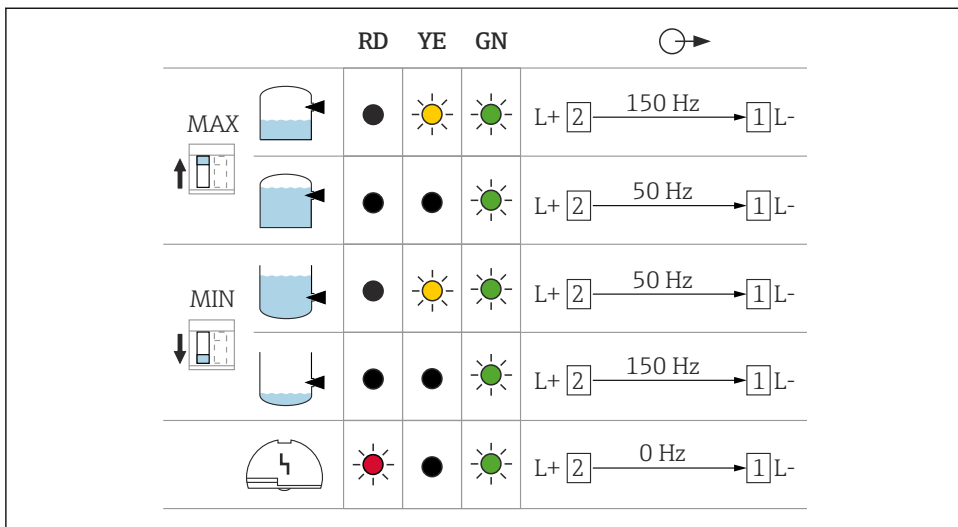 RD YE GN
MAX
L+ 2 150 Hz 1 L-
L+ 2 50 Hz 1 L-
MIN
L+ 2 50 Hz 1 L-
L+ 2 150 Hz 1 L-
L+ 2 0 Hz 1 L-